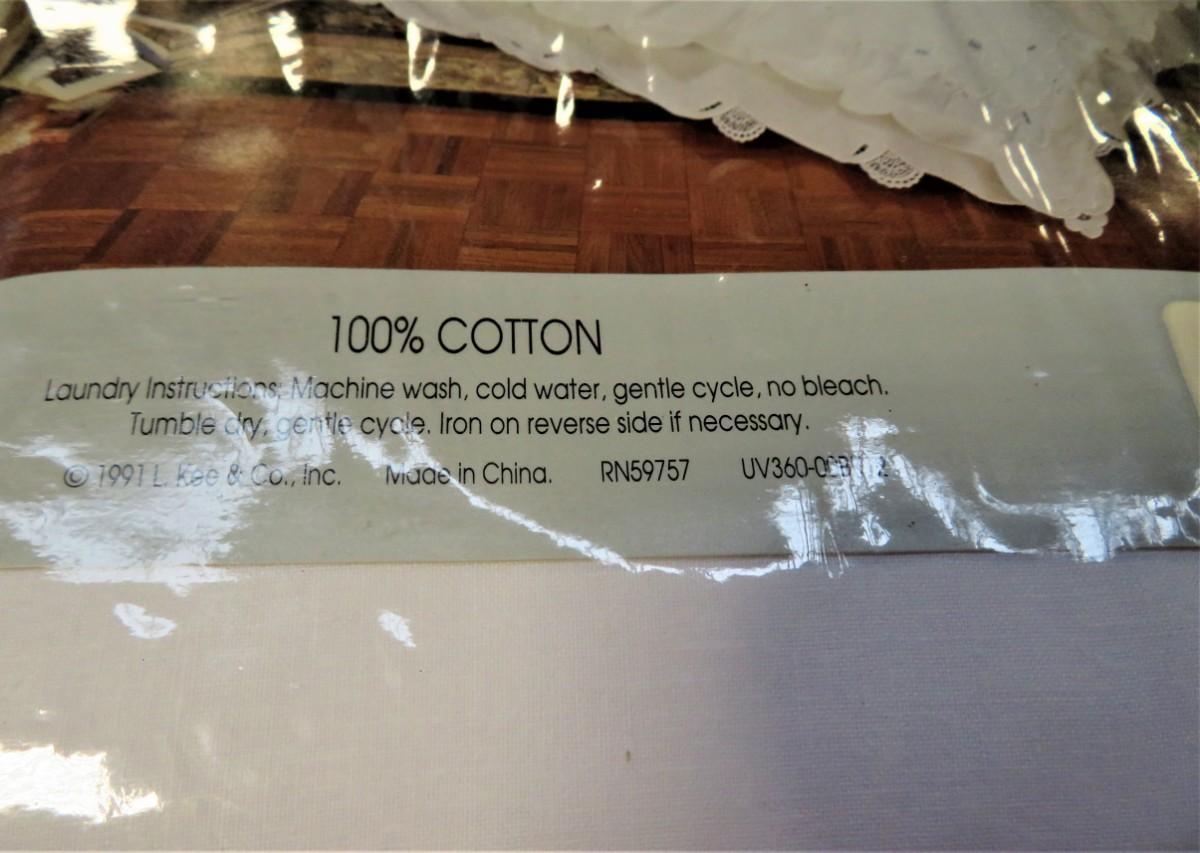 100% COTTON
Laundry Instructions: Machine wash, cold water, gentle cycle, no bleach.
Tumble dry, gentle cycle. Iron on reverse side if necessary.
© 1991 L. Kee & Co., Inc. Made in China. RN59757